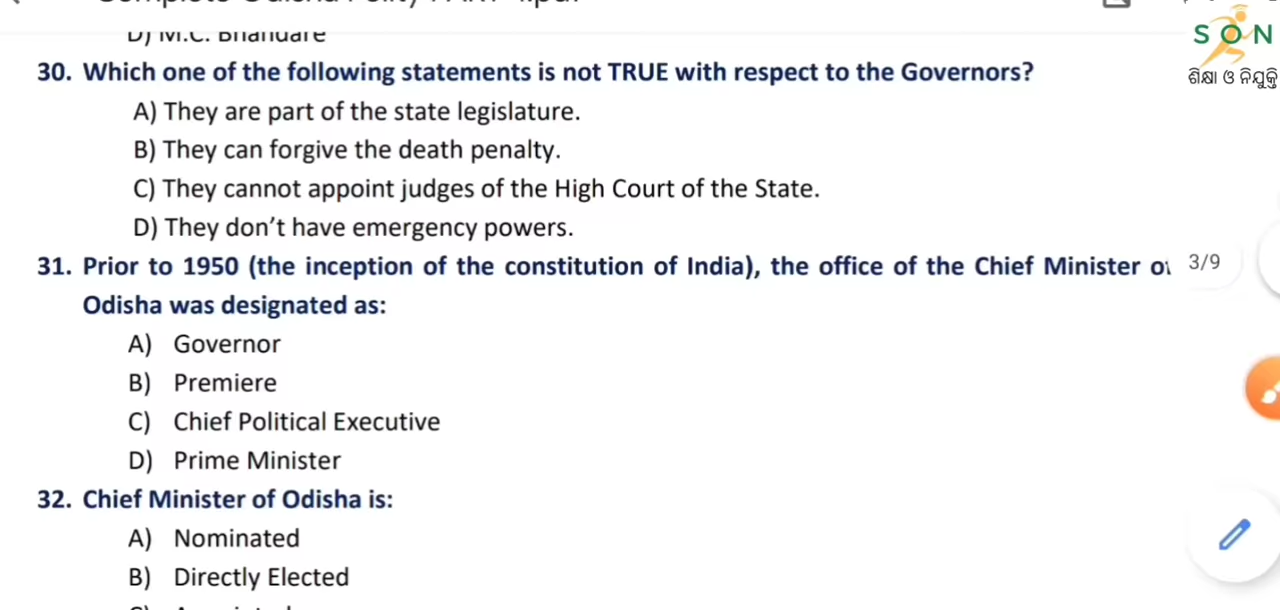 D) M.C. Bhandare
30. Which one of the following statements is not TRUE with respect to the Governors?
A) They are part of the state legislature.
B) They can forgive the death penalty.
C) They cannot appoint judges of the High Court of the State.
D) They don't have emergency powers.
31. Prior to 1950 (the inception of the constitution of India), the office of the Chief Minister of
Odisha was designated as:
A) Governor
B) Premiere
C) Chief Political Executive
D) Prime Minister
32. Chief Minister of Odisha is:
A) Nominated
B) Directly Elected
SON
ଶିକ୍ଷା ଓ ନିଯୁକ୍ତି
3/9